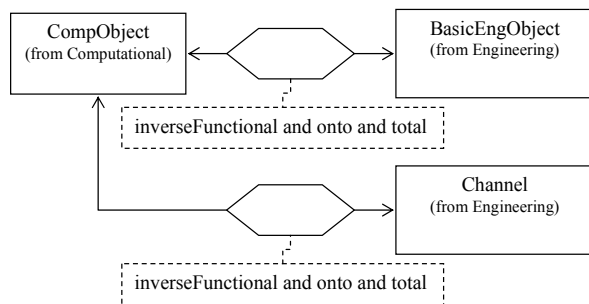 CompObject
(from Computational)
BasicEngObject
(from Engineering)
inverseFunctional and onto and total
Channel
(from Engineering)
inverseFunctional and onto and total